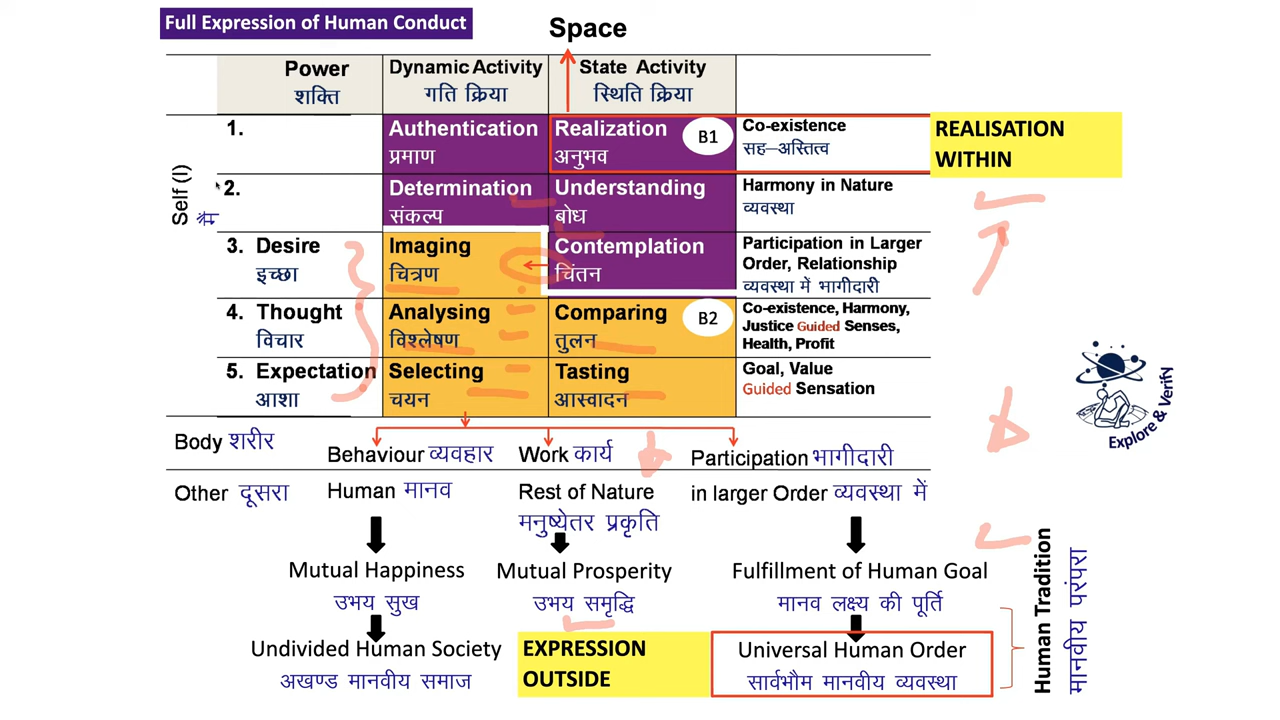 Full Expression of Human Conduct
Space
Power
शक्ति
Dynamic Activity
गति क्रिया
State Activity
स्थिति क्रिया
Self (I)
मैं
1.
Authentication
प्रमाण
Realization
अनुभव
B1
Co-existence
सह–अस्तित्व
REALISATION
WITHIN
2.
Determination
संकल्प
Understanding
बोध
Harmony in Nature
व्यवस्था
3. Desire
इच्छा
Imaging
चित्रण
Contemplation
चिंतन
Participation in Larger
Order, Relationship
व्यवस्था में भागीदारी
4. Thought
विचार
Analysing
विश्लेषण
Comparing
तुलन
B2
Co-existence, Harmony,
Justice Guided Senses,
Health, Profit
5. Expectation
आशा
Selecting
चयन
Tasting
आस्वादन
Goal, Value
Guided Sensation
Explore & Verify
Body शरीर
Behaviour व्यवहार
Work कार्य
Participation भागीदारी
Other दूसरा
Human मानव
Rest of Nature
मनुष्येतर प्रकृति
in larger Order व्यवस्था में
Mutual Happiness
उभय सुख
Mutual Prosperity
उभय समृद्धि
Fulfillment of Human Goal
मानव लक्ष्य की पूर्ति
Undivided Human Society
अखण्ड मानवीय समाज
EXPRESSION
OUTSIDE
Universal Human Order
सार्वभौम मानवीय व्यवस्था
Human Tradition
मानवीय परंपरा